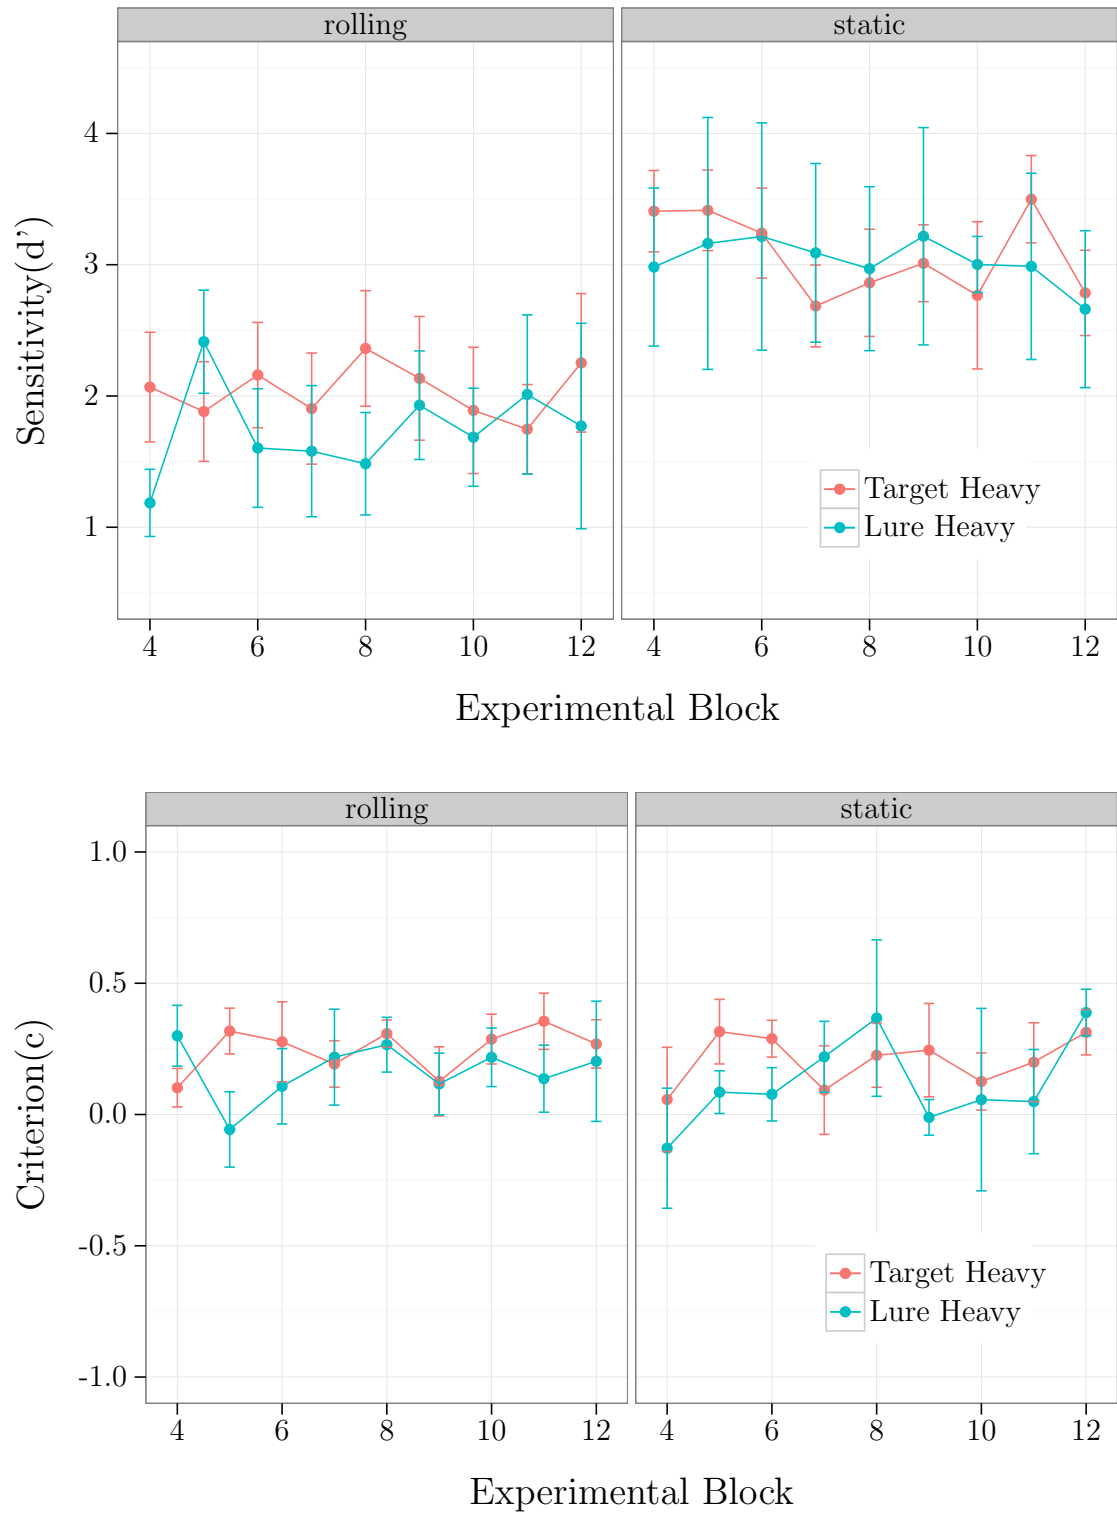 rolling static
Sensitivity(d’)
4
3
2
1
Target Heavy
Lure Heavy
4 6 8 10 12 4 6 8 10 12
Experimental Block
rolling static
Criterion(c)
1.0
0.5
0.0
-0.5
-1.0
Target Heavy
Lure Heavy
4 6 8 10 12 4 6 8 10 12
Experimental Block